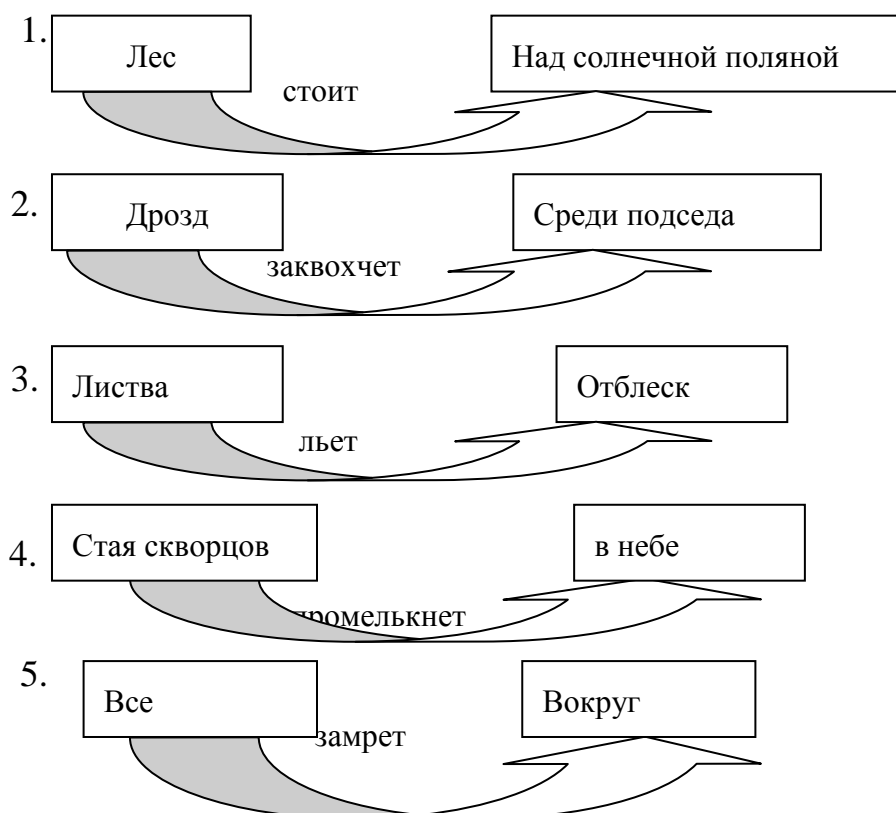 1.
Лес
Над солнечной поляной
стоит
2.
Дрозд
Среди подседа
заквохчет
3.
Листва
Отблеск
льет
4.
Стая скворцов
в небе
промелькнет
5.
Все
Вокруг
замрет